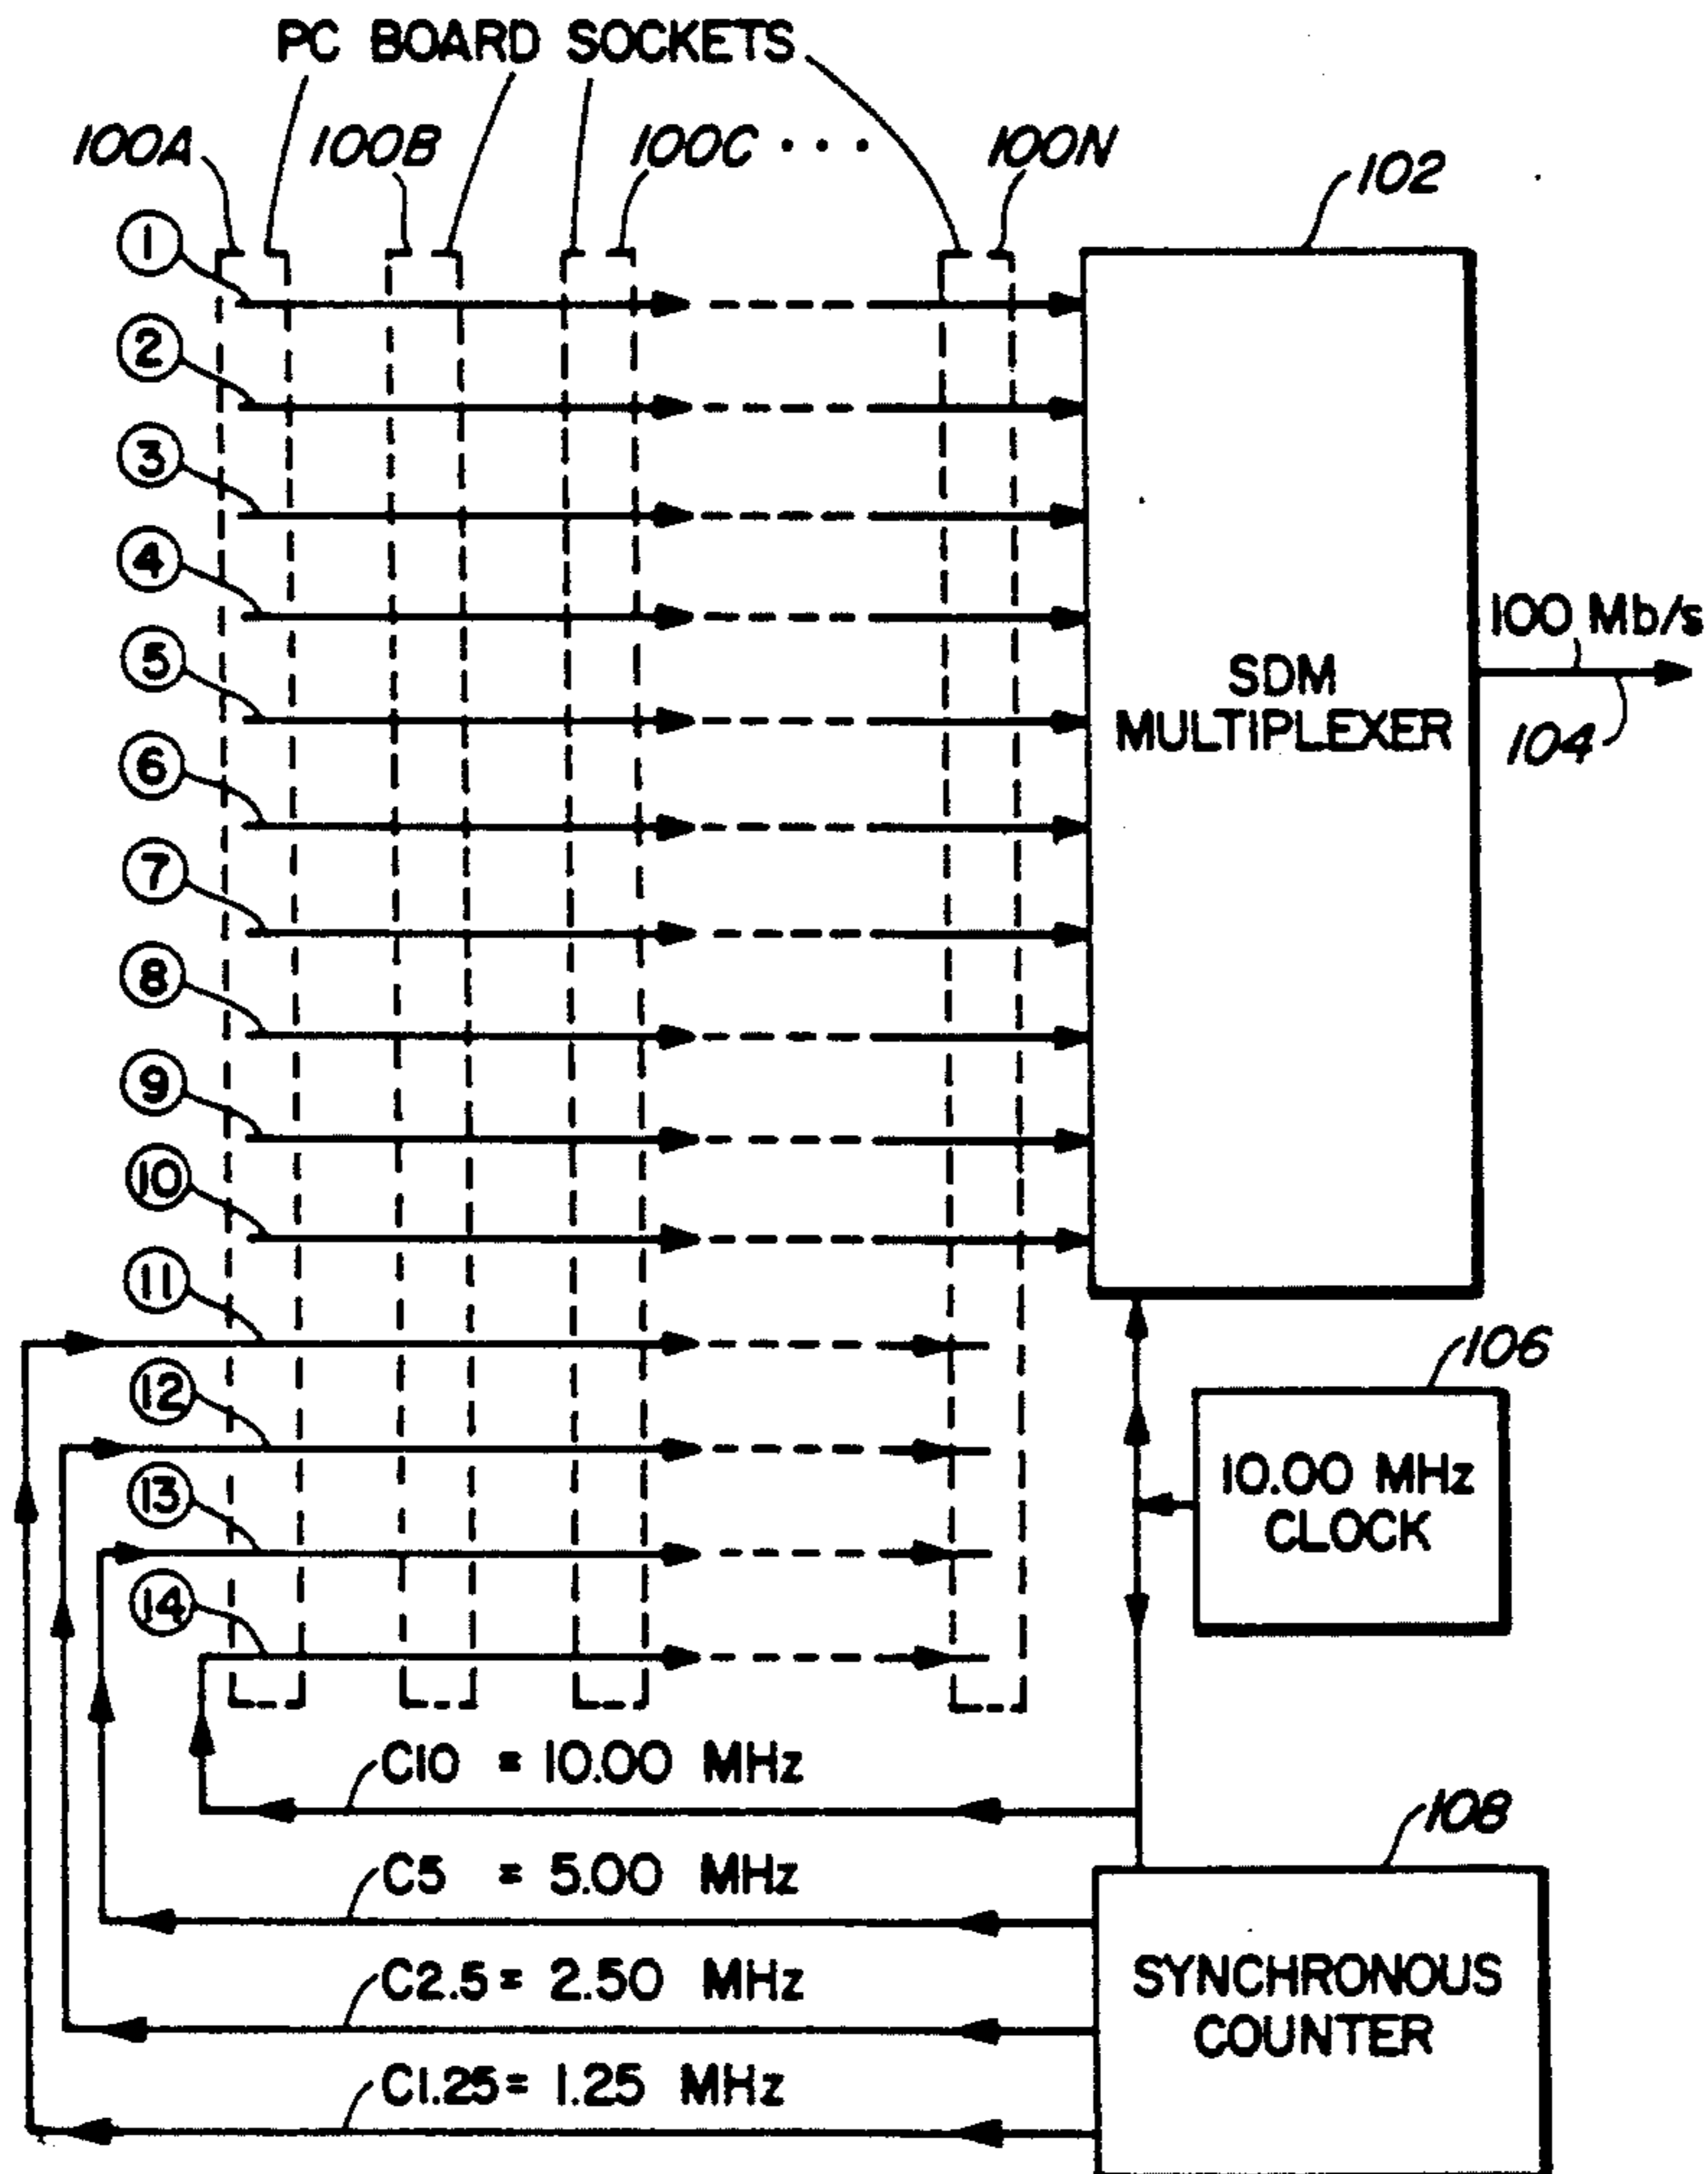 PC BOARD SOCKETS
100A 100B 100C ... 100N
102
1
2
3
4
5
6
7
8
9
10
11
12
13
14
SDM
MULTIPLEXER
100 Mb/s
104
106
10.00 MHz
CLOCK
C10 = 10.00 MHz
C5 = 5.00 MHz
C2.5 = 2.50 MHz
C1.25 = 1.25 MHz
108
SYNCHRONOUS
COUNTER